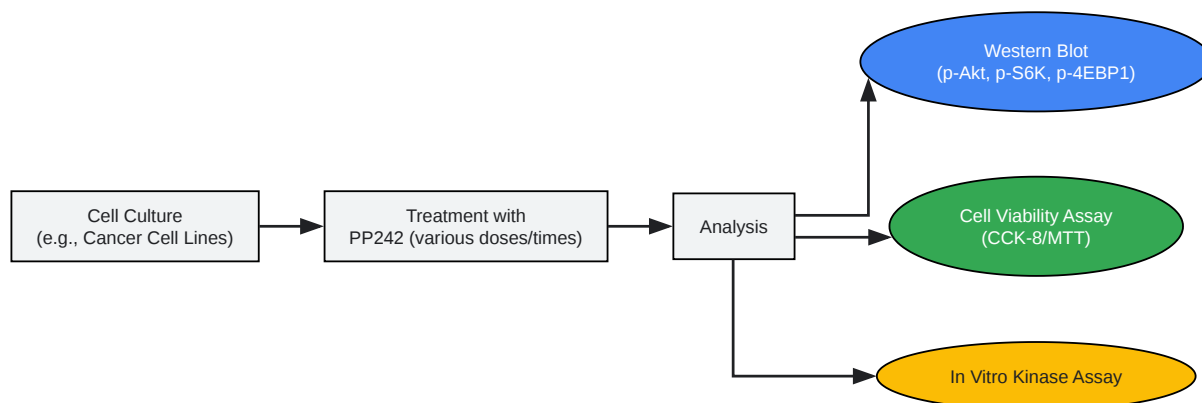 Cell Culture
(e.g., Cancer Cell Lines)
Treatment with
PP242 (various doses/times)
Analysis
Western Blot
(p-Akt, p-S6K, p-4EBP1)
Cell Viability Assay
(CCK-8/MTT)
In Vitro Kinase Assay